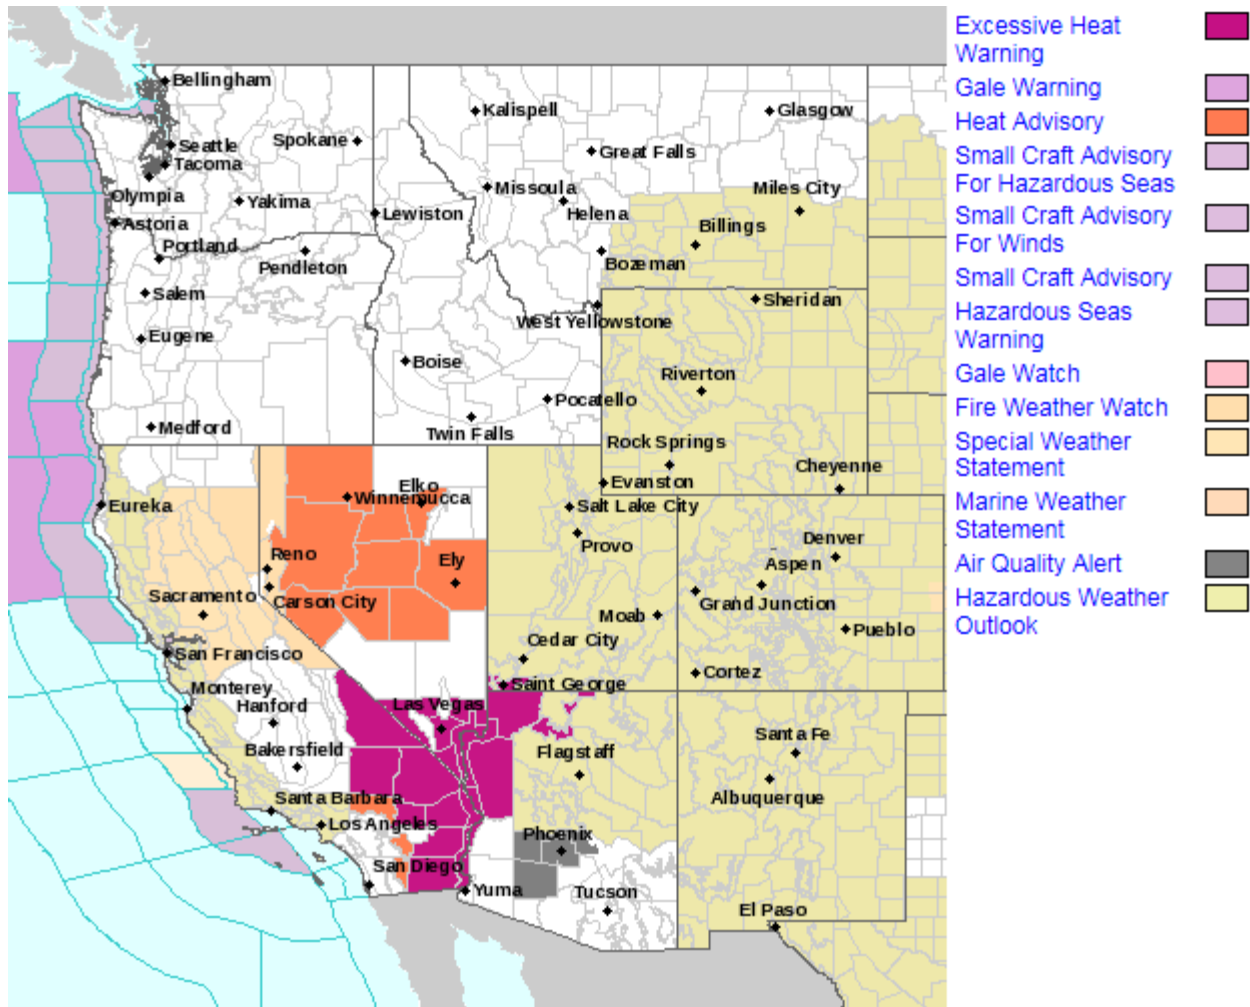 Bellingham
Kalispell
Glasgow
Seattle
Spokane
Great Falls
Tacoma
Missoula
Miles City
Olympia
Yakima
Helena
Astoria
Lewiston
Billings
Portland
Pendleton
Bozeman
Salem
Sheridan
West Yellowstone
Eugene
Boise
Riverton
Pocatello
Medford
Twin Falls
Rock Springs
Cheyenne
Elko
Evanston
Winnemucca
Eureka
Salt Lake City
Provo
Denver
Reno
Ely
Aspen
Sacramento
Carson City
Grand Junction
Moab
Pueblo
Cedar City
San Francisco
Cortez
Saint George
Monterey
Hanford
Las Vegas
Santa Fe
Bakersfield
Flagstaff
Santa Barbara
Albuquerque
Los Angeles
Phoenix
San Diego
Yuma
Tucson
El Paso
Excessive Heat
Warning
Gale Warning
Heat Advisory
Small Craft Advisory
For Hazardous Seas
Small Craft Advisory
For Winds
Small Craft Advisory
Hazardous Seas
Warning
Gale Watch
Fire Weather Watch
Special Weather
Statement
Marine Weather
Statement
Air Quality Alert
Hazardous Weather
Outlook